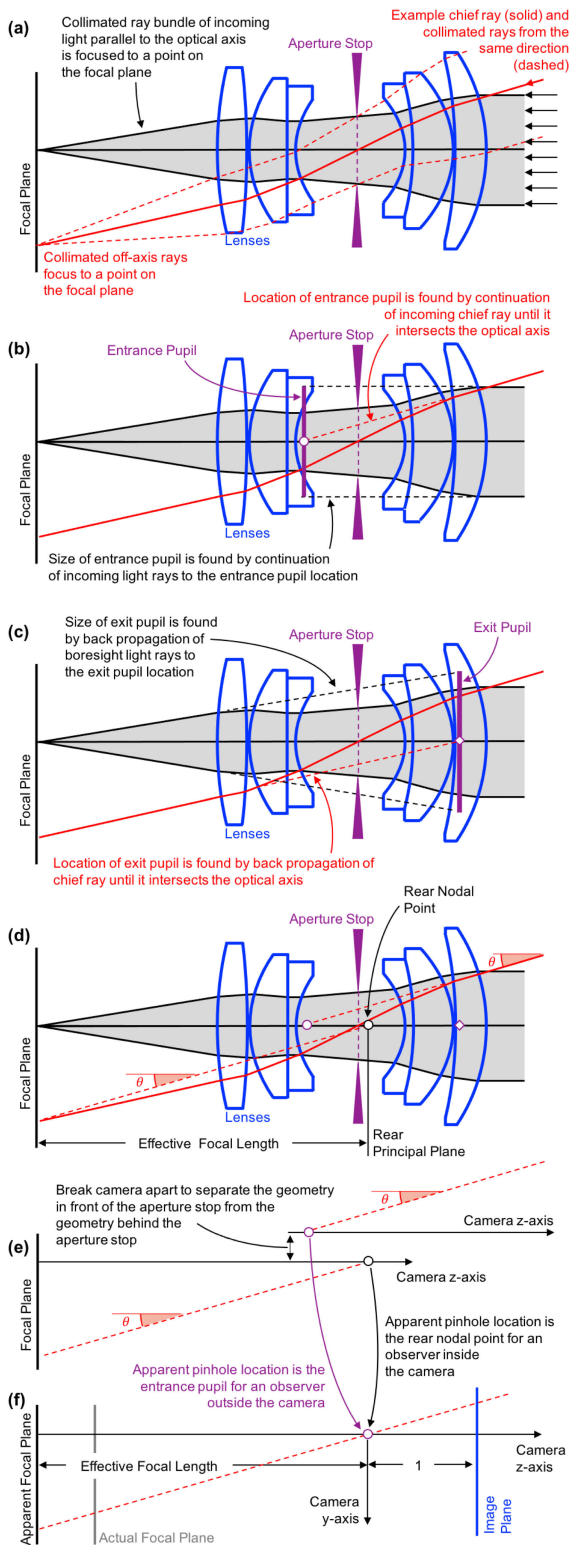 (a)
Collimated ray bundle of incoming
light parallel to the optical axis
is focused to a point on
the focal plane
Aperture Stop
Example chief ray (solid) and
collimated rays from
the same direction
(dashed)
Focal Plane
Lenses
Collimated off-axis rays
focus to a point on
the focal plane
Location of entrance pupil is found by continuation
of incoming chief ray until it
intersects the optical axis
(b)
Entrance Pupil
Aperture Stop
Focal Plane
Lenses
Size of entrance pupil is found by continuation
of incoming light rays to the entrance pupil location
(c)
Size of exit pupil is found
by back propagation of
boresight light rays to
the exit pupil location
Aperture Stop
Exit Pupil
Focal Plane
Lenses
Location of exit pupil is found by back propagation of
chief ray until it intersects the optical axis
Rear Nodal
Point
(d)
Aperture Stop
θ
Focal Plane
θ
Lenses
Effective Focal Length
Rear
Principal Plane
Break camera apart to separate the geometry
in front of the aperture stop from the
geometry behind the
aperture stop
θ
Camera z-axis
(e)
Camera z-axis
Focal Plane
θ
Apparent pinhole location
is the rear nodal point for an
observer inside
the camera
Apparent pinhole location is the
entrance pupil for an observer
outside the camera
(f)
Apparent Focal Plane
Effective Focal Length
1
Camera
z-axis
Camera
y-axis
Image
Plane
Actual Focal Plane